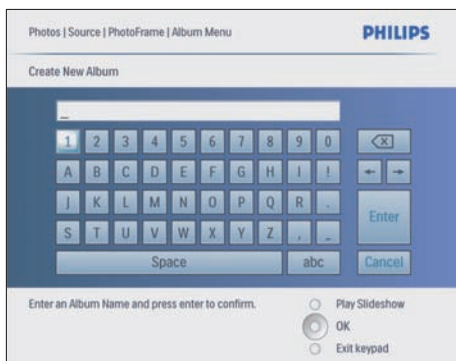 Photos | Source | PhotoFrame | Album Menu PHILIPS
Create New Album
_
1 2 3 4 5 6 7 8 9 0
A B C D E F G H I !
J K L M N O P Q R . Enter
S T U V W X Y Z , _
Space abc Cancel
Enter an Album Name and press enter to confirm.
Play Slideshow
OK
Exit keypad